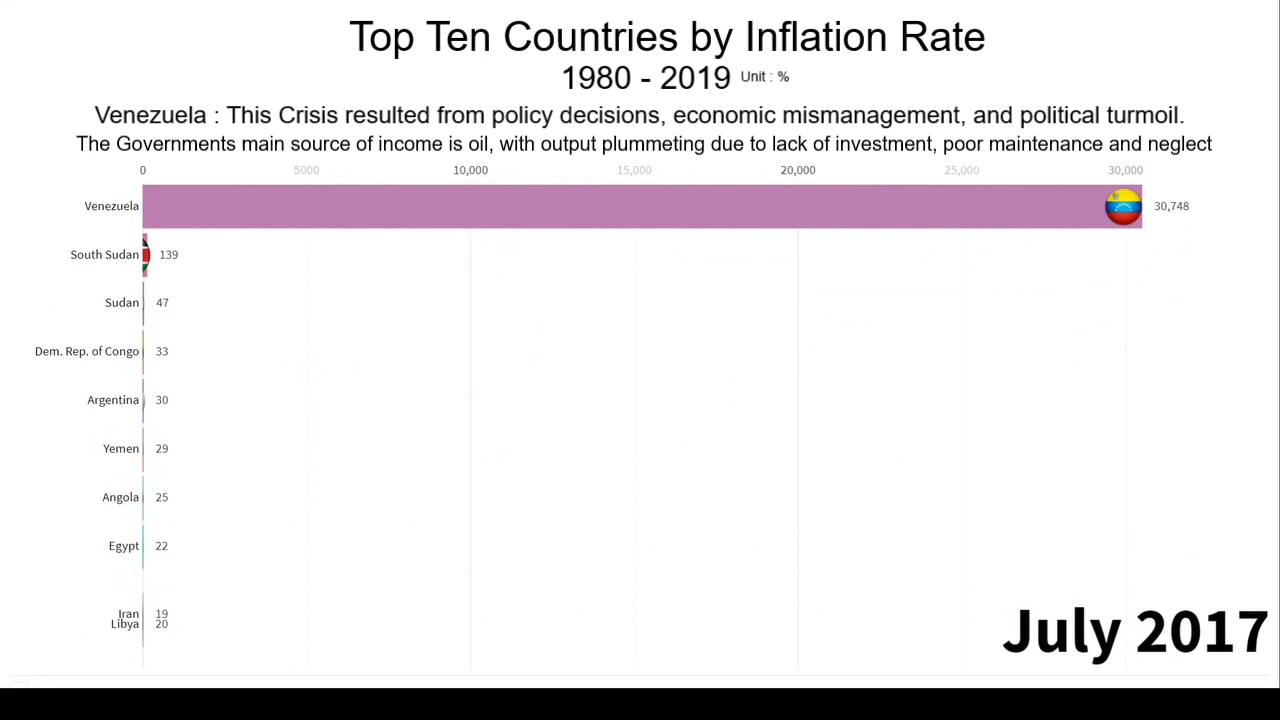 Top Ten Countries by Inflation Rate
1980 - 2019 Unit : %
Venezuela : This Crisis resulted from policy decisions, economic mismanagement, and political turmoil.
The Governments main source of income is oil, with output plummeting due to lack of investment, poor maintenance and neglect
0 5000 10,000 15,000 20,000 25,000 30,000
Venezuela 30,748
South Sudan 139
Sudan 47
Dem. Rep. of Congo 33
Argentina 30
Yemen 29
Angola 25
Egypt 22
Iran 19
Libya 20
July 2017